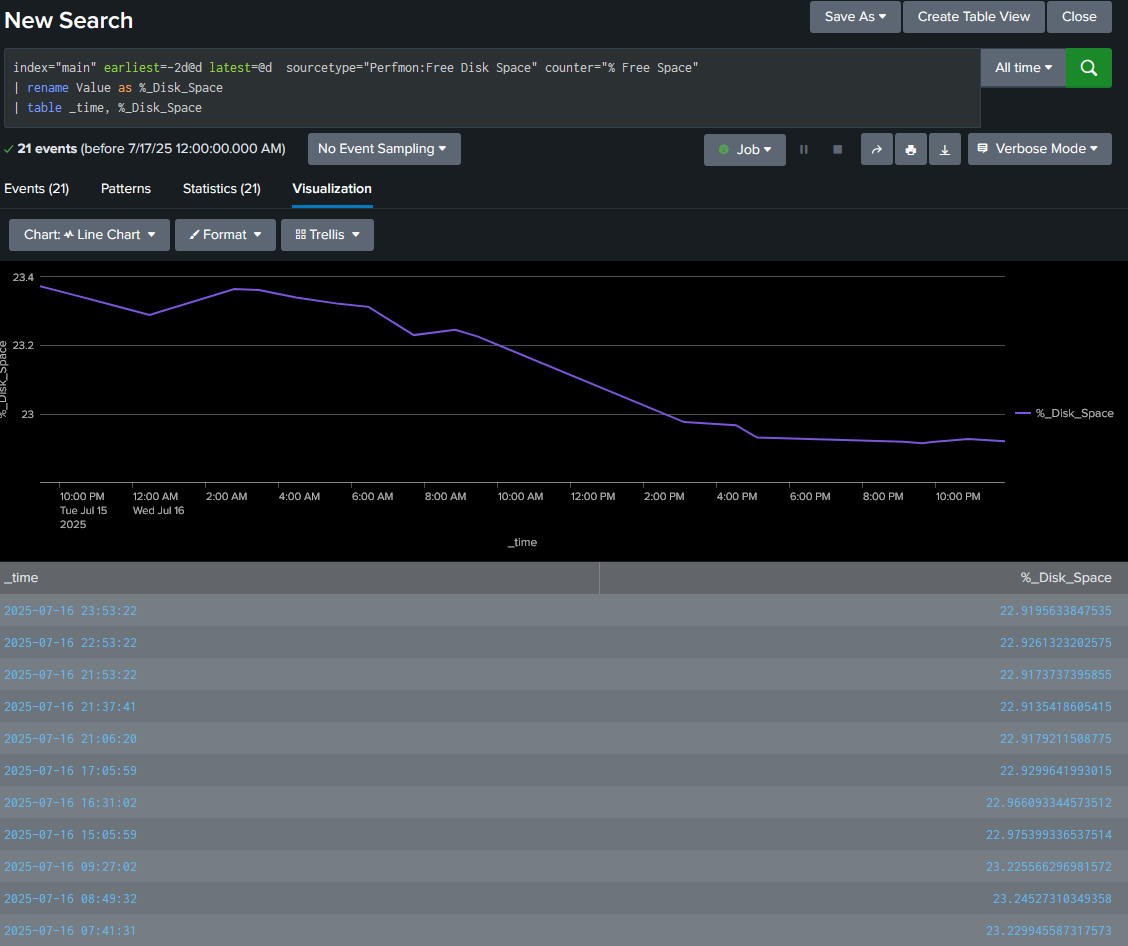 New Search
Save As
Create Table View
Close
index="main" earliest=-2d@d latest=@d  sourcetype="Perfmon:Free Disk Space" counter="% Free Space"
| rename Value as %_Disk_Space
| table _time, %_Disk_Space
All time
21 events (before 7/17/25 12:00:00.000 AM)
No Event Sampling
Job
Verbose Mode
Events (21)
Patterns
Statistics (21)
Visualization
Chart: Line Chart
Format
Trellis
23.4
23.2
23
%_Disk_Space
%_Disk_Space
10:00 PM
Tue Jul 15
2025
12:00 AM
Wed Jul 16
2:00 AM
4:00 AM
6:00 AM
8:00 AM
10:00 AM
12:00 PM
2:00 PM
4:00 PM
6:00 PM
8:00 PM
10:00 PM
_time
_time %_Disk_Space
2025-07-16 23:53:22 22.9195633847535
2025-07-16 22:53:22 22.9261323202575
2025-07-16 21:53:22 22.9173737395855
2025-07-16 21:37:41 22.9135418605415
2025-07-16 21:06:20 22.9179211508775
2025-07-16 17:05:59 22.9299641993015
2025-07-16 16:31:02 22.966093344573512
2025-07-16 15:05:59 22.975399336537514
2025-07-16 09:27:02 23.225566296981572
2025-07-16 08:49:32 23.24527310349358
2025-07-16 07:41:31 23.229945587317573